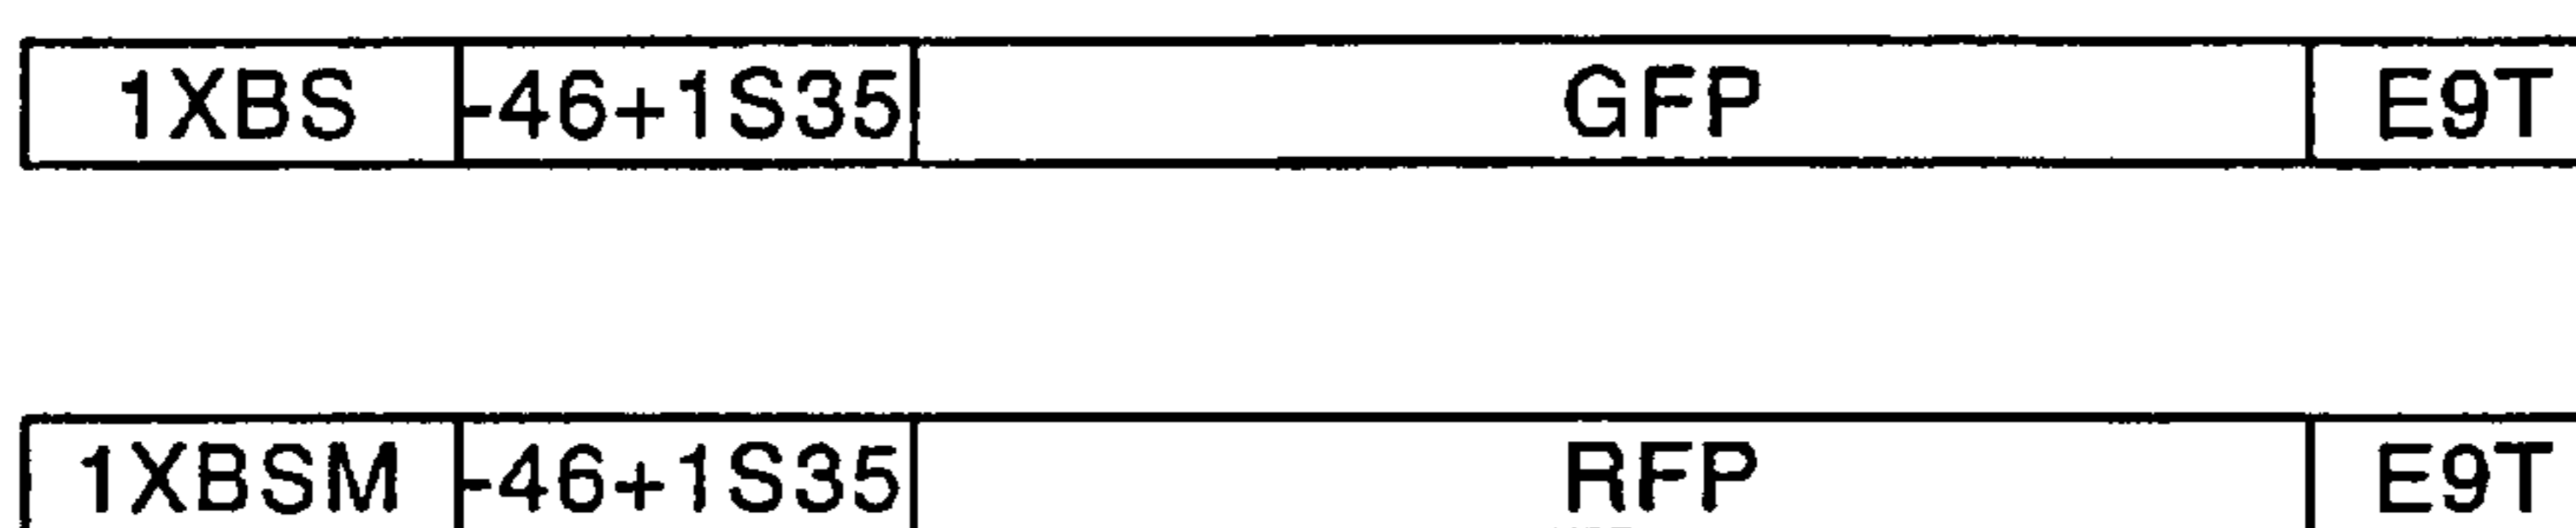 1XBS -46+1S35 GFP E9T
1XBSM -46+1S35 RFP E9T